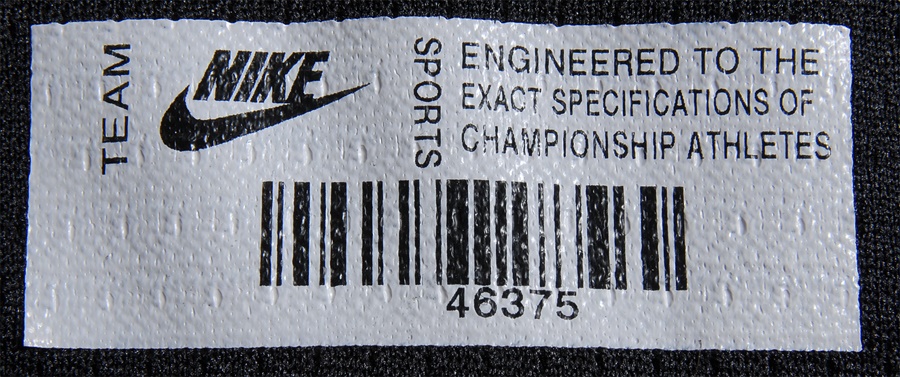 TEAM
NIKE
SPORTS
ENGINEERED TO THE
EXACT SPECIFICATIONS OF
CHAMPIONSHIP ATHLETES
46375